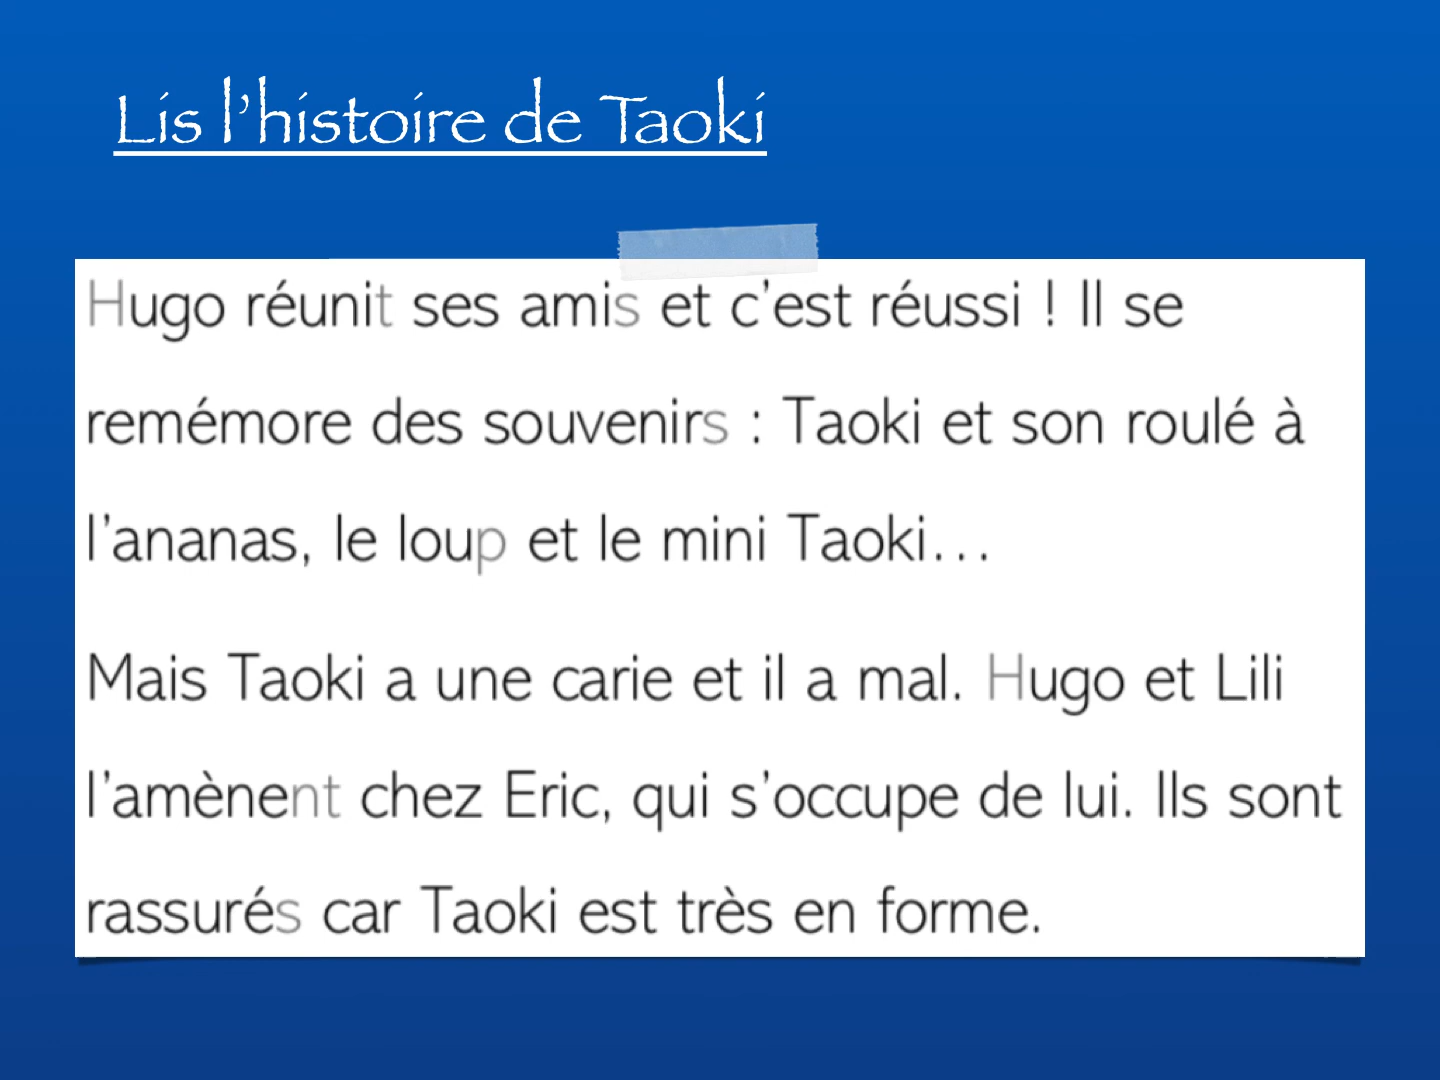 Lis l’histoire de Taoki
Hugo réunit ses amis et c’est réussi ! Il se
remémore des souvenirs : Taoki et son roulé à
l’ananas, le loup et le mini Taoki…
Mais Taoki a une carie et il a mal. Hugo et Lili
l’amènent chez Eric, qui s’occupe de lui. Ils sont
rassurés car Taoki est très en forme.